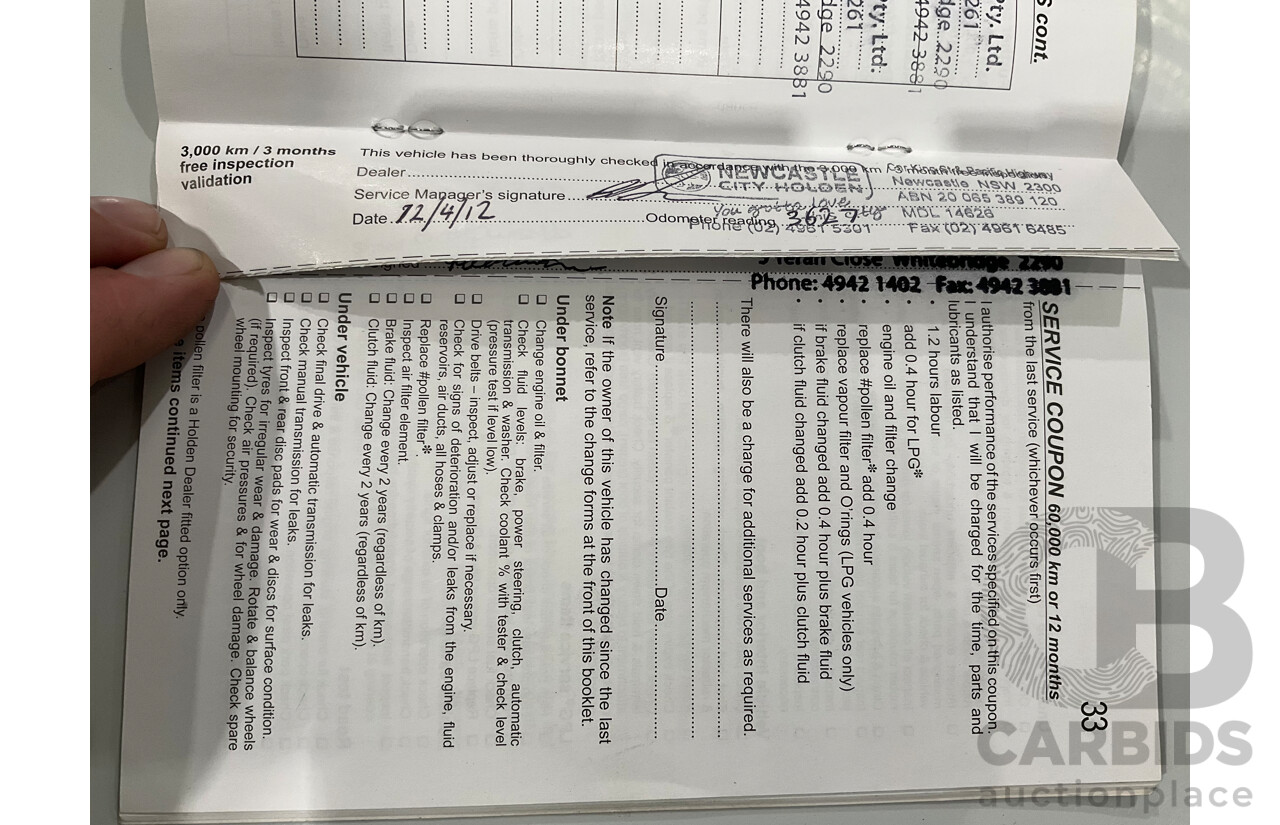 S cont.
Pty. Ltd.
261
dge 2290
4942 3881
Pty. Ltd.
261
dge 2290
4942 3881
3,000 km / 3 months
free inspection
validation
This vehicle has been thoroughly checked in accordance with the 3,000 km
Dealer
Service Manager's signature
Date 12/4/12
Odometer reading 3627
NEWCASTLE
CITY HOLDEN
You gotta love
Phone (02) 4961 5301
Newcastle NSW 2300
ABN 20 065 389 120
MDL 14626
Fax (02) 4961 6485
Close Whitebridge 2290
Phone: 4942 1402 Fax: 4942 3881
33
SERVICE COUPON 60,000 km or 12 months
from the last service (whichever occurs first)
I authorise performance of the services specified on this coupon.
I understand that I will be charged for the time, parts and
lubricants as listed.
• 1.2 hours labour
• add 0.4 hour for LPG*
• engine oil and filter change
• replace #pollen filter* add 0.4 hour
• replace vapour filter and O'rings (LPG vehicles only)
• if brake fluid changed add 0.4 hour plus brake fluid
• if clutch fluid changed add 0.2 hour plus clutch fluid
There will also be a charge for additional services as required.
Signature Date
Note If the owner of this vehicle has changed since the last
service, refer to the change forms at the front of this booklet.
Under bonnet
❑ Change engine oil & filter.
❑ Check fluid levels; brake, power steering, clutch, automatic
transmission & washer. Check coolant % with tester & check level
(pressure test if level low).
❑ Drive belts – inspect, adjust or replace if necessary.
❑ Check for signs of deterioration and/or leaks from the engine, fluid
reservoirs, air ducts, all hoses & clamps.
❑ Replace #pollen filter*.
❑ Inspect air filter element.
❑ Brake fluid: Change every 2 years (regardless of km).
❑ Clutch fluid: Change every 2 years (regardless of km).
Under vehicle
❑ Check final drive & automatic transmission for leaks.
❑ Check manual transmission for leaks.
❑ Inspect front & rear disc pads for wear & discs for surface condition.
❑ Inspect tyres for irregular wear & damage. Rotate & balance wheels
(if required). Check air pressures & for wheel damage. Check spare
wheel mounting for security.
pollen filter is a Holden Dealer fitted option only.
items continued next page.
CARBIDS
auctionplace